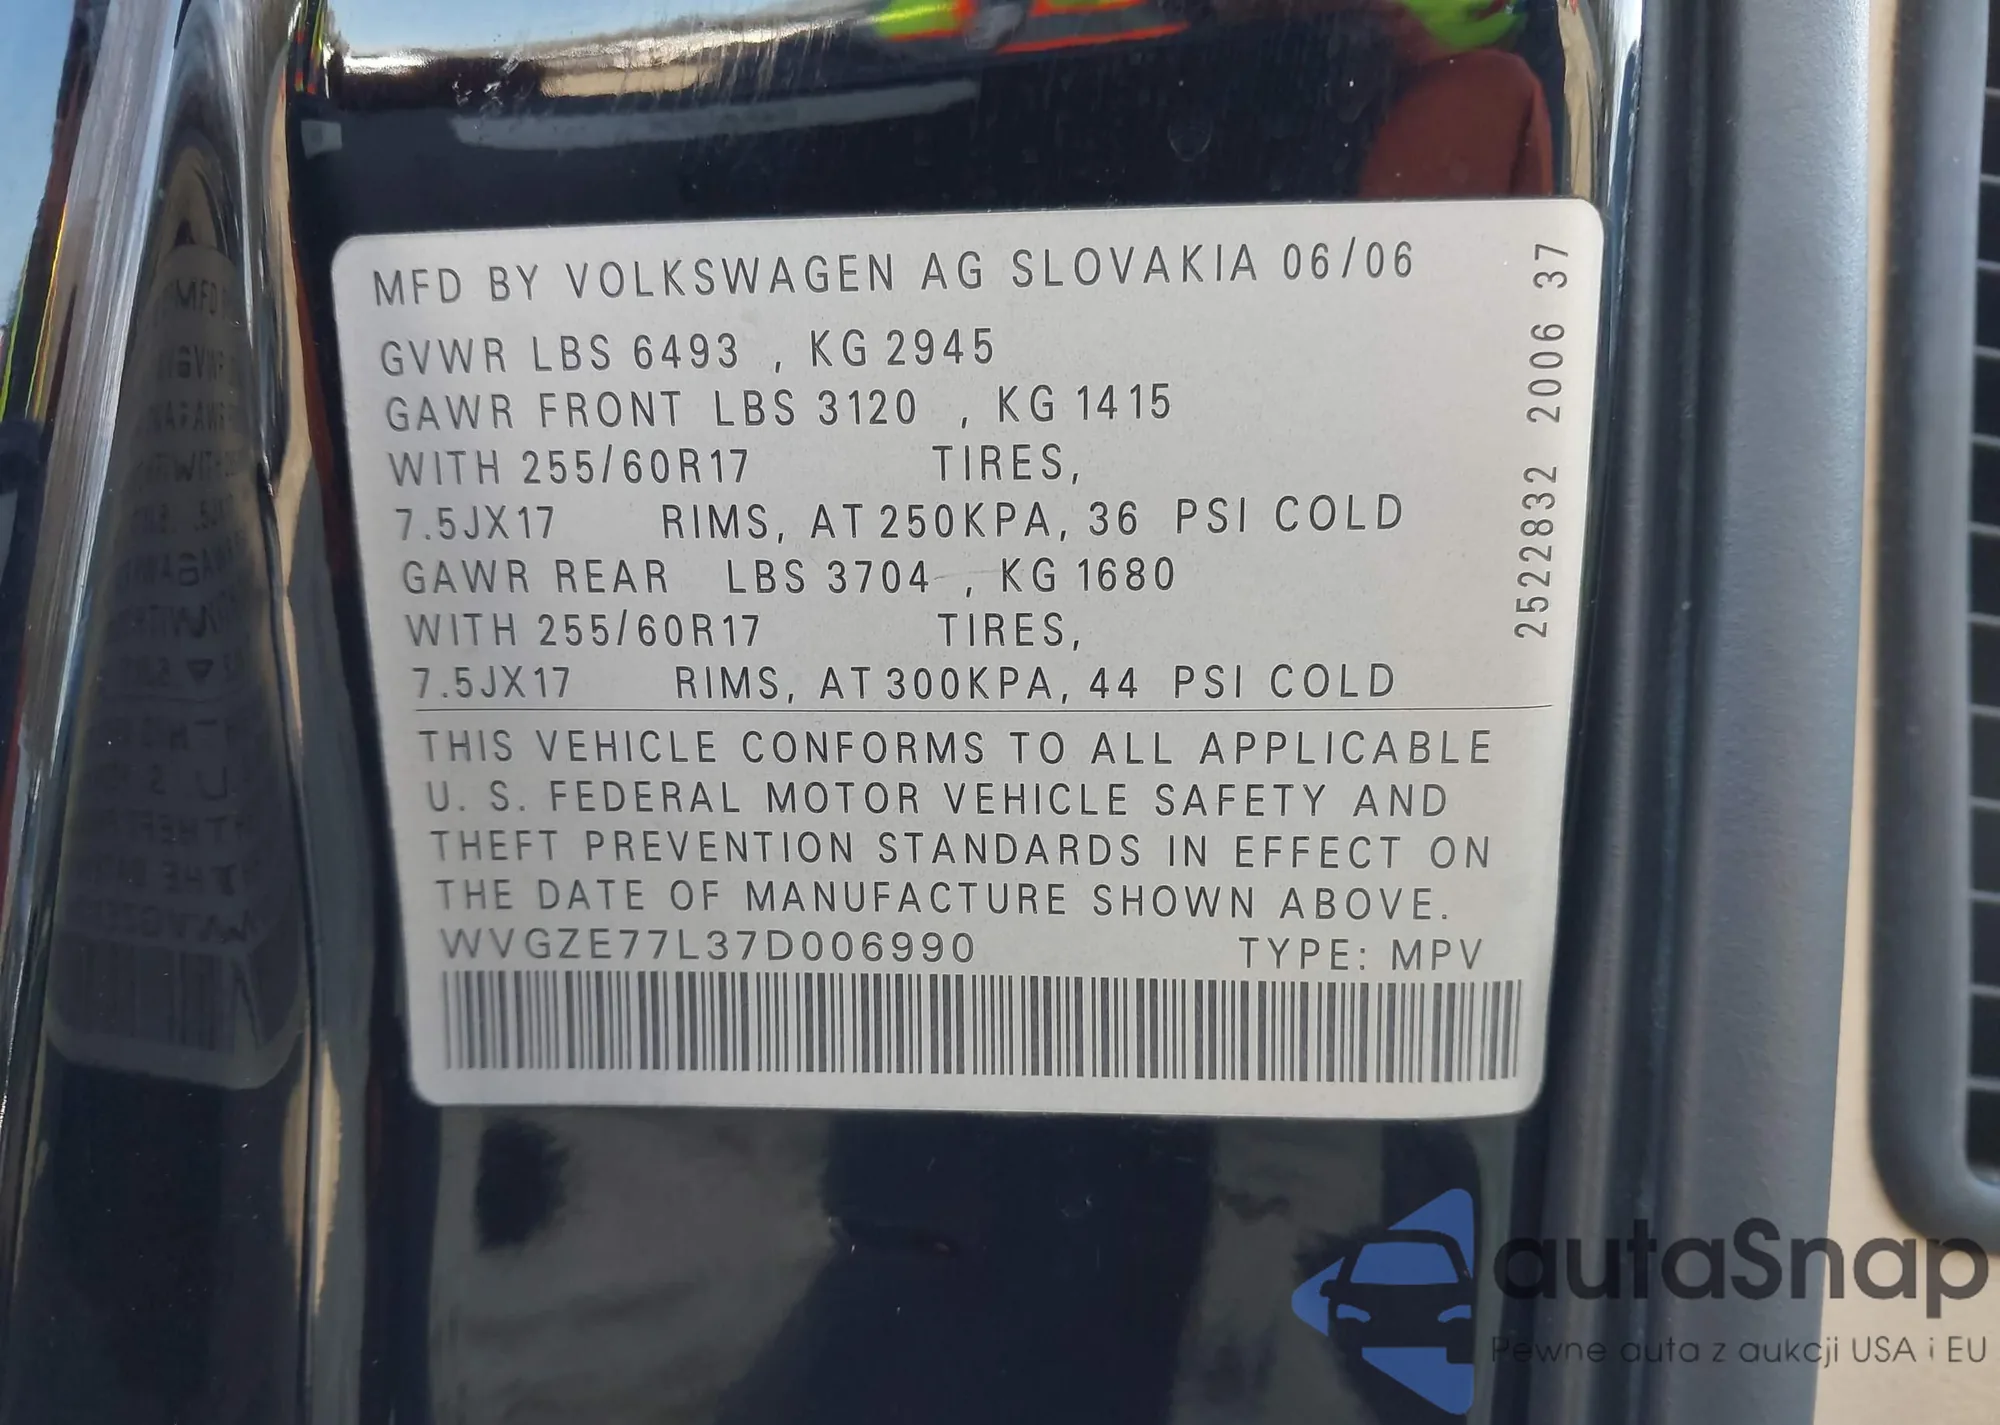 MFD BY VOLKSWAGEN AG SLOVAKIA 06/06
GVWR LBS 6493 , KG 2945
GAWR FRONT LBS 3120 , KG 1415
WITH 255/60R17 TIRES,
7.5JX17 RIMS, AT 250KPA, 36 PSI COLD
GAWR REAR LBS 3704 , KG 1680
WITH 255/60R17 TIRES,
7.5JX17 RIMS, AT 300KPA, 44 PSI COLD
THIS VEHICLE CONFORMS TO ALL APPLICABLE
U. S. FEDERAL MOTOR VEHICLE SAFETY AND
THEFT PREVENTION STANDARDS IN EFFECT ON
THE DATE OF MANUFACTURE SHOWN ABOVE.
WVGZE77L37D006990 TYPE: MPV
2522832 2006 37
autaSnap
Pewne auta z aukcji USA i EU